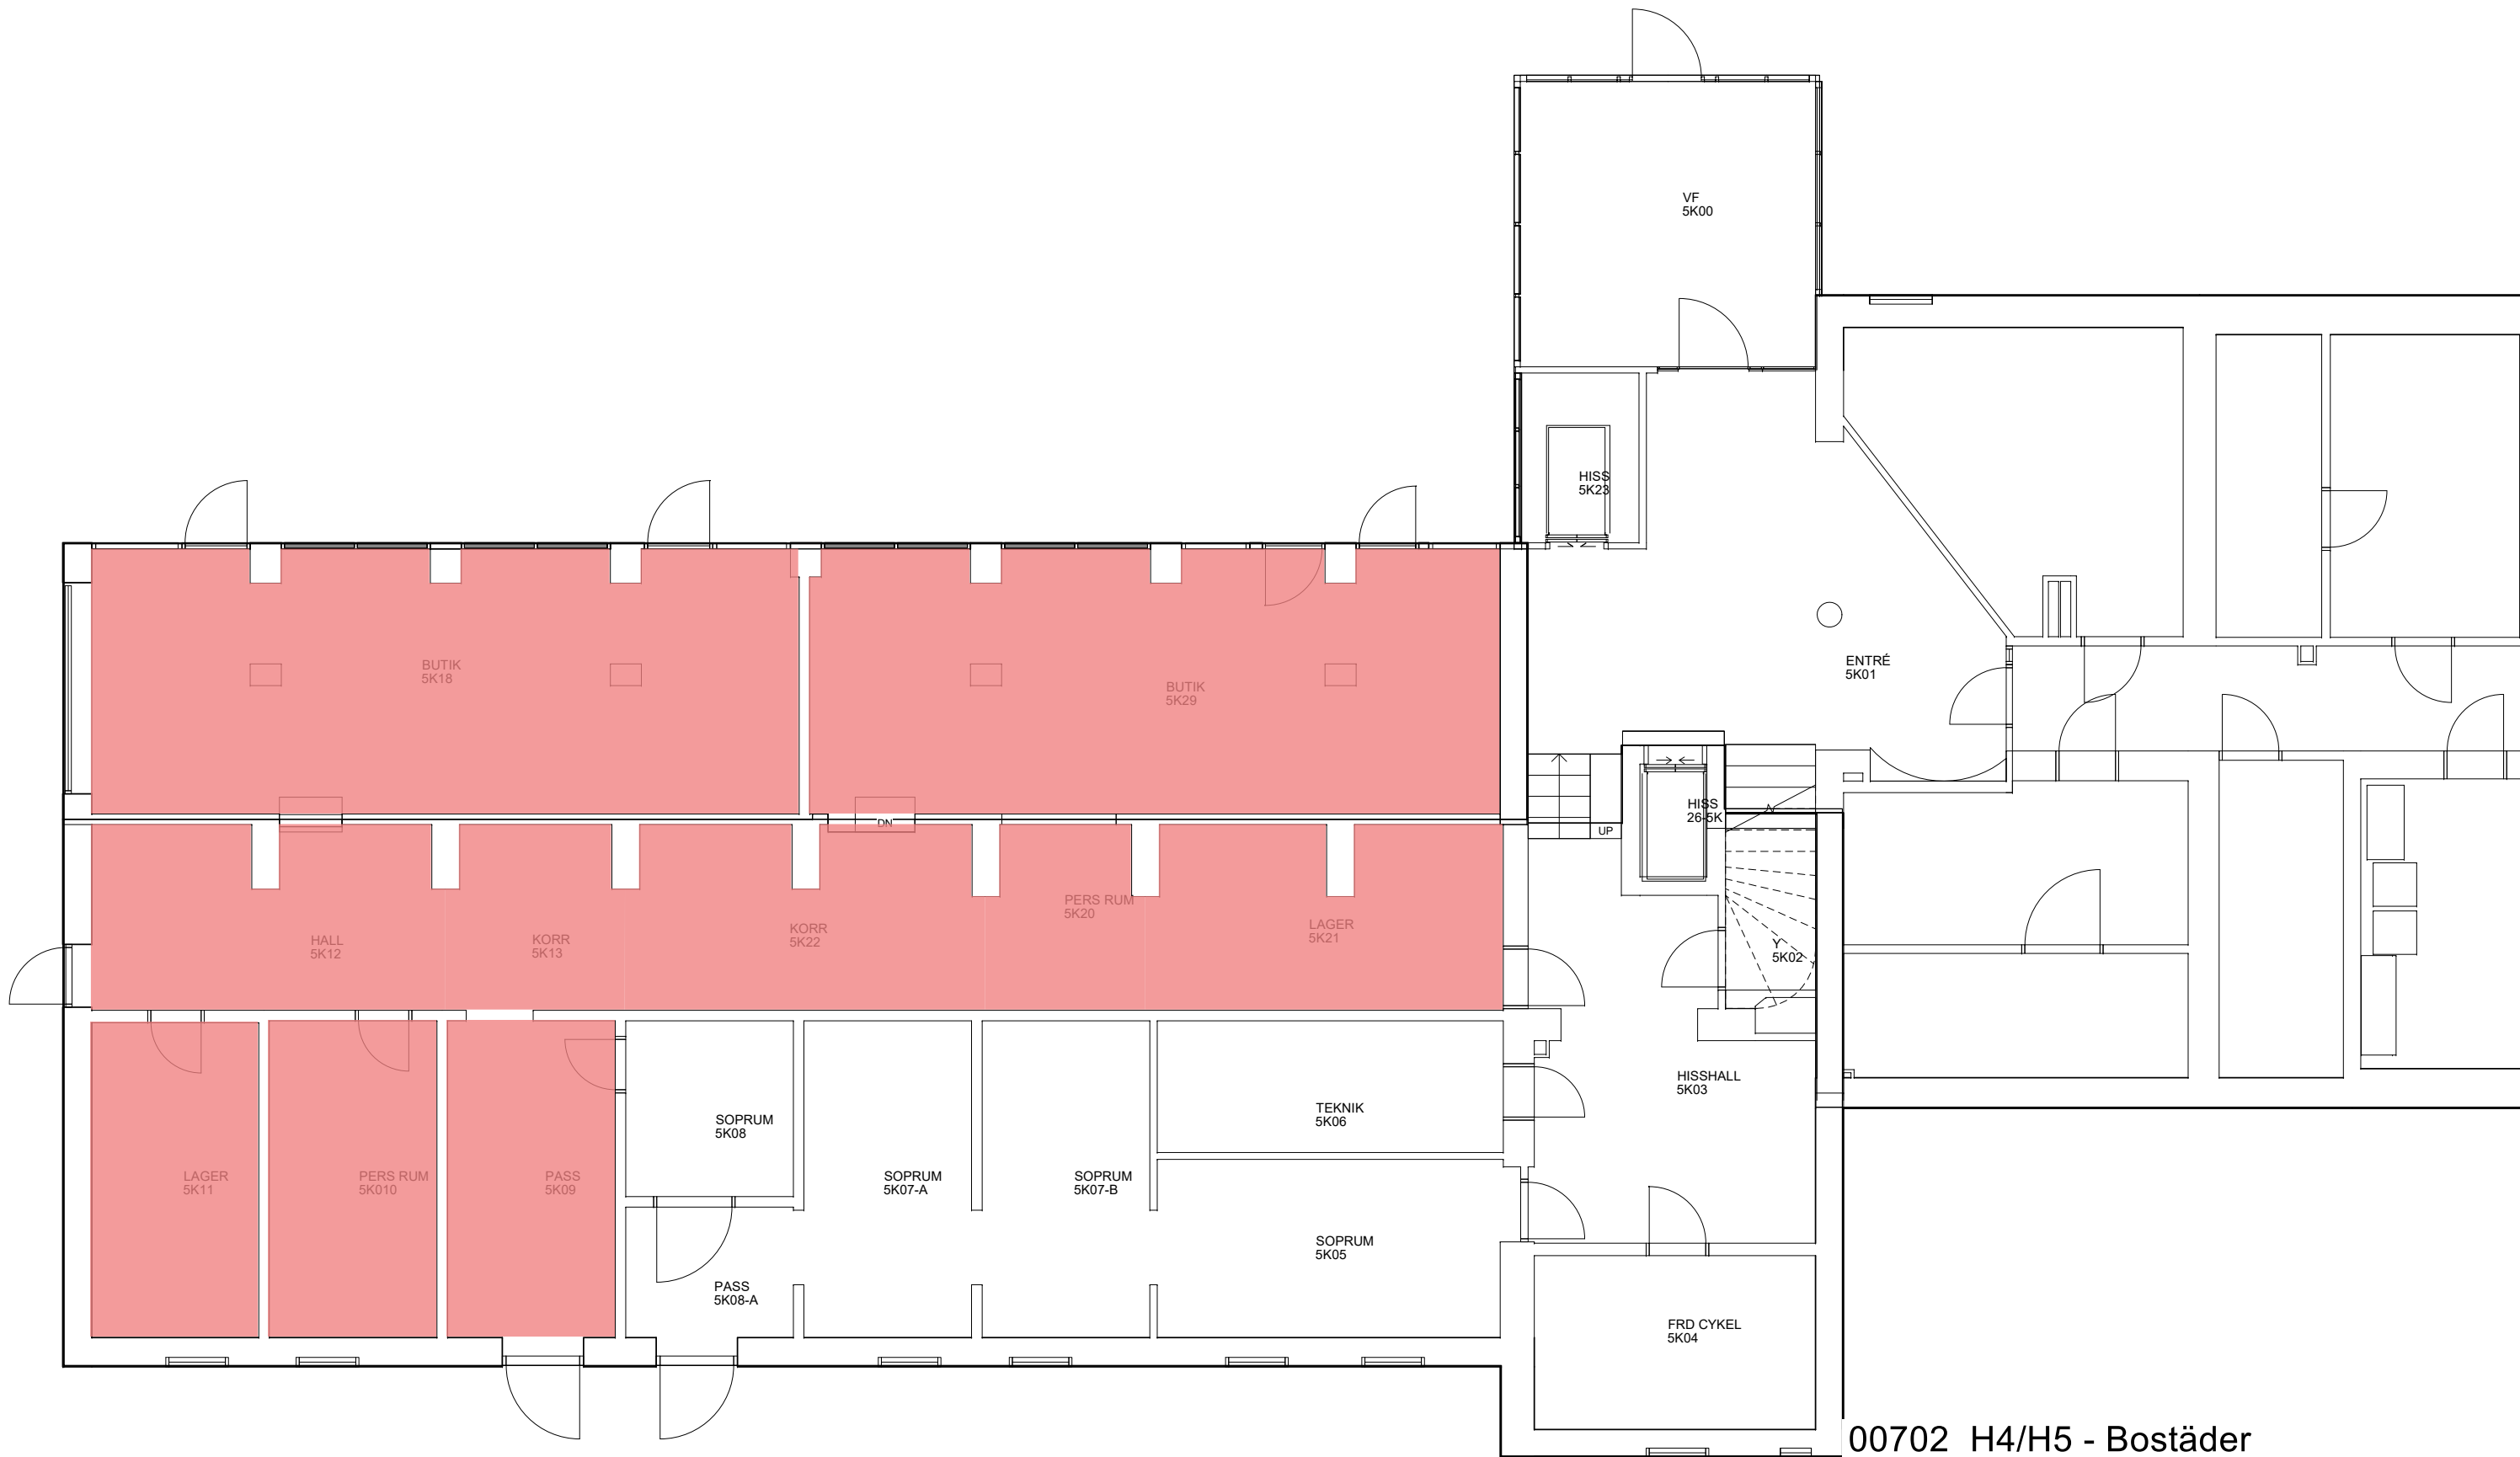 VF
5K00
HISS
5K23
BUTIK
5K18
BUTIK
5K29
ENTRÉ
5K01
HISS
26-5K
DN
UP
HALL
5K12
KORR
5K13
KORR
5K22
PERS RUM
5K20
LAGER
5K21
Y
5K02
HISSHALL
5K03
SOPRUM
5K08
TEKNIK
5K06
LAGER
5K11
PERS RUM
5K010
PASS
5K09
SOPRUM
5K07-A
SOPRUM
5K07-B
SOPRUM
5K05
PASS
5K08-A
FRD CYKEL
5K04
00702 H4/H5 - Bostäder